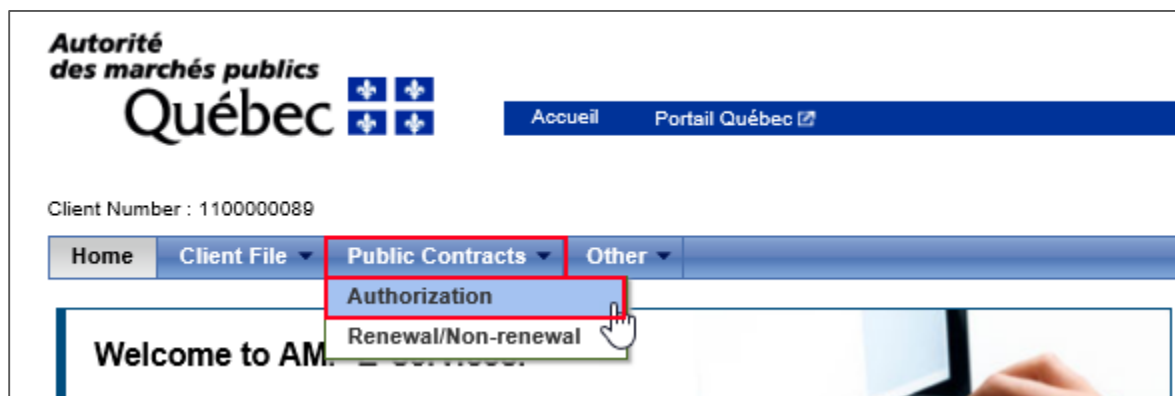 Autorité
des marchés publics
Québec
Accueil Portail Québec
Client Number : 1100000089
Home Client File Public Contracts Other
Authorization
Renewal/Non-renewal
Welcome to AM